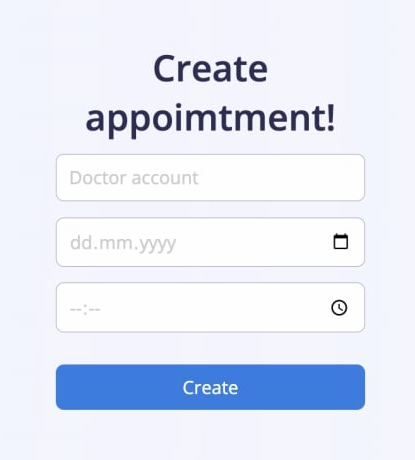 Create
appoimtment!
Doctor account
dd.mm.yyyy
--:--
Create